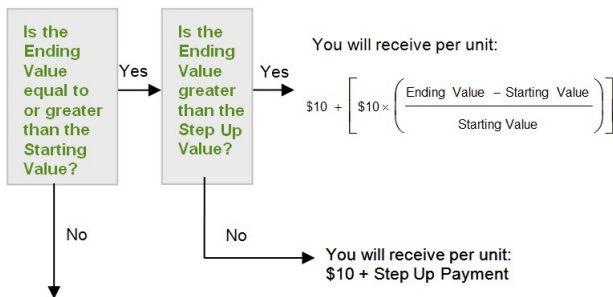 Is the
Ending
Value
equal to
or greater
than the
Starting
Value?
Yes
Is the
Ending
Value
greater
than the
Step Up
Value?
Yes
You will receive per unit:
$10 + [ $10 × ( Ending Value – Starting Value
Starting Value ) ]
No
No
You will receive per unit:
$10 + Step Up Payment